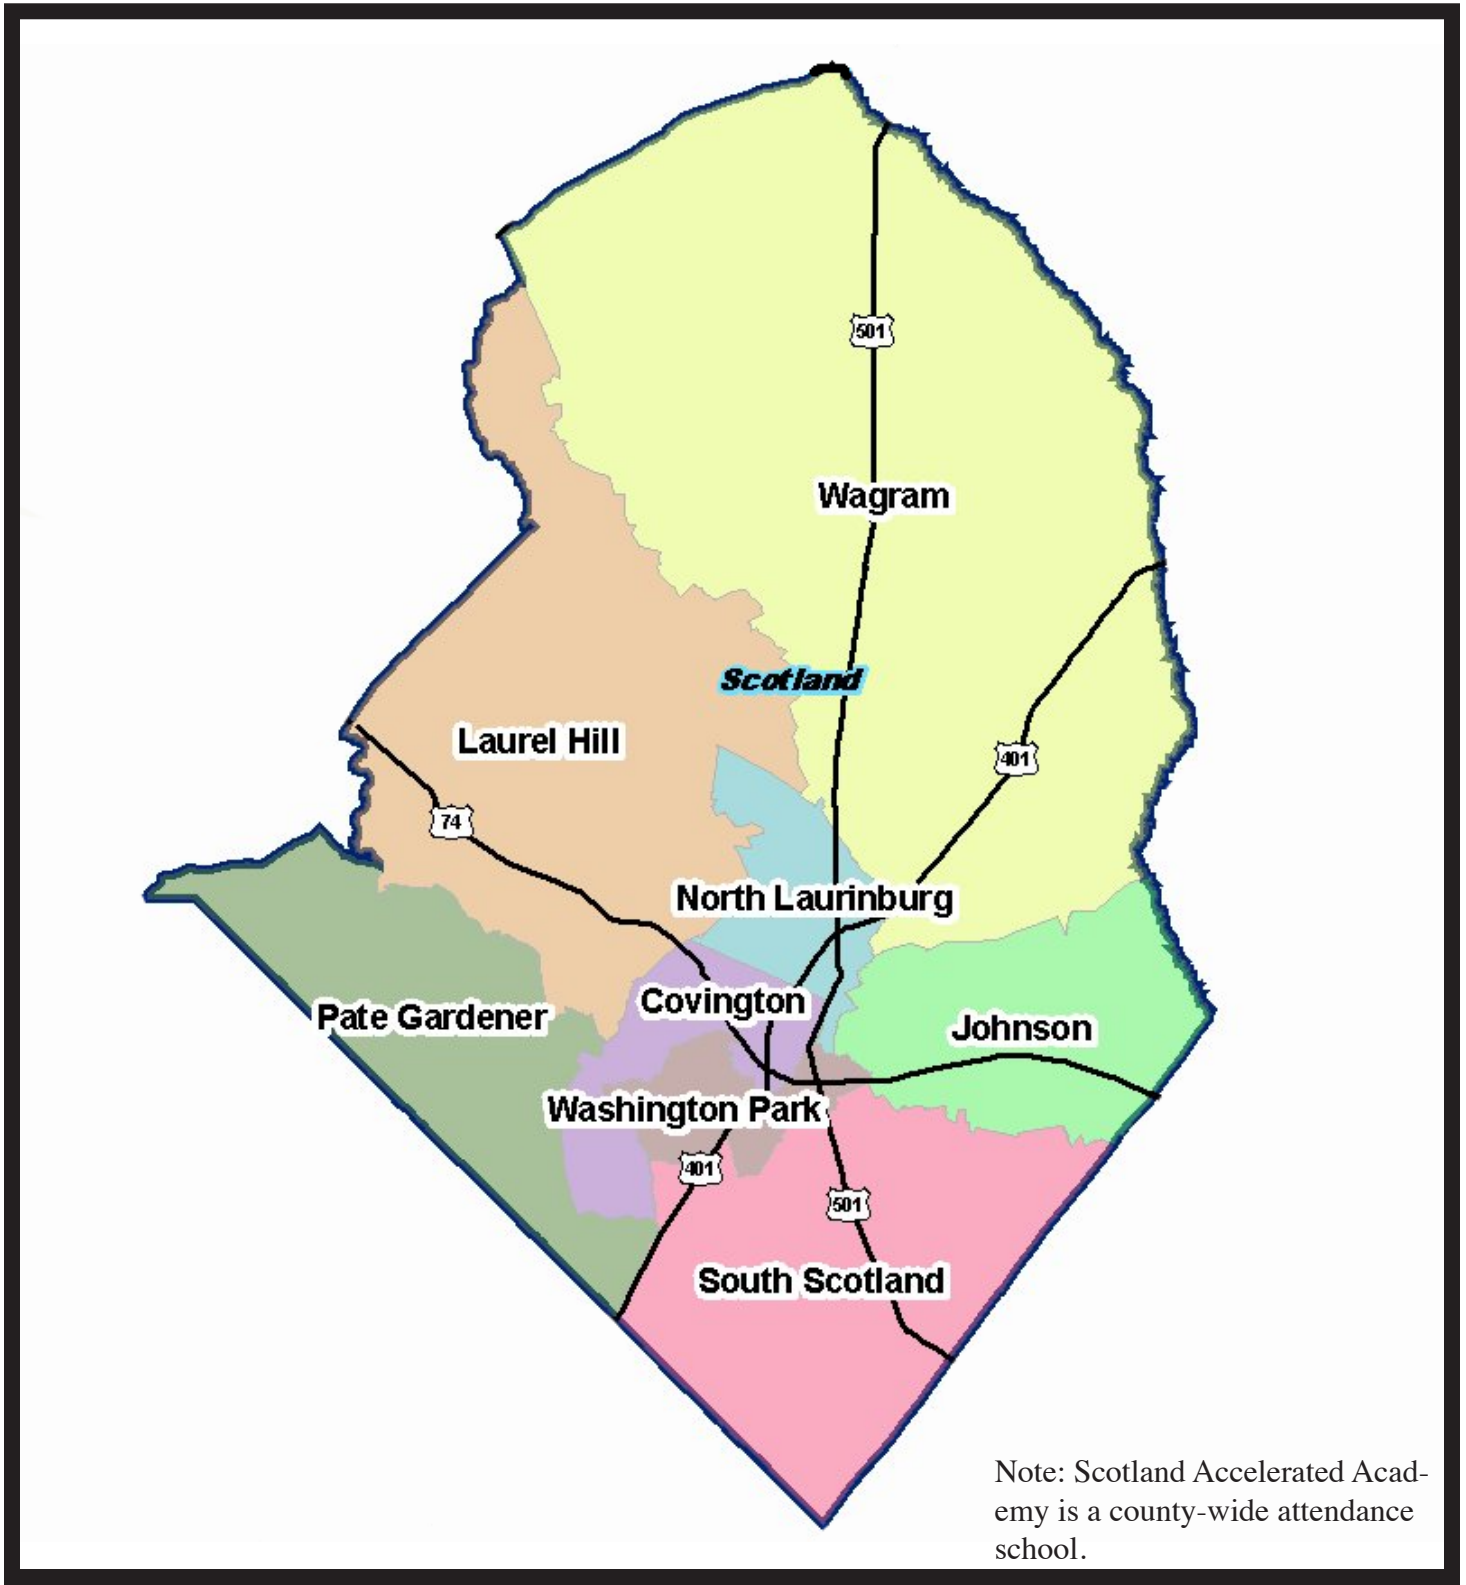 501
Wagram
Scotland
Laurel Hill
401
74
North Laurinburg
Covington
Pate Gardener
Johnson
Washington Park
401
501
South Scotland
Note: Scotland Accelerated Acad-
emy is a county-wide attendance
school.